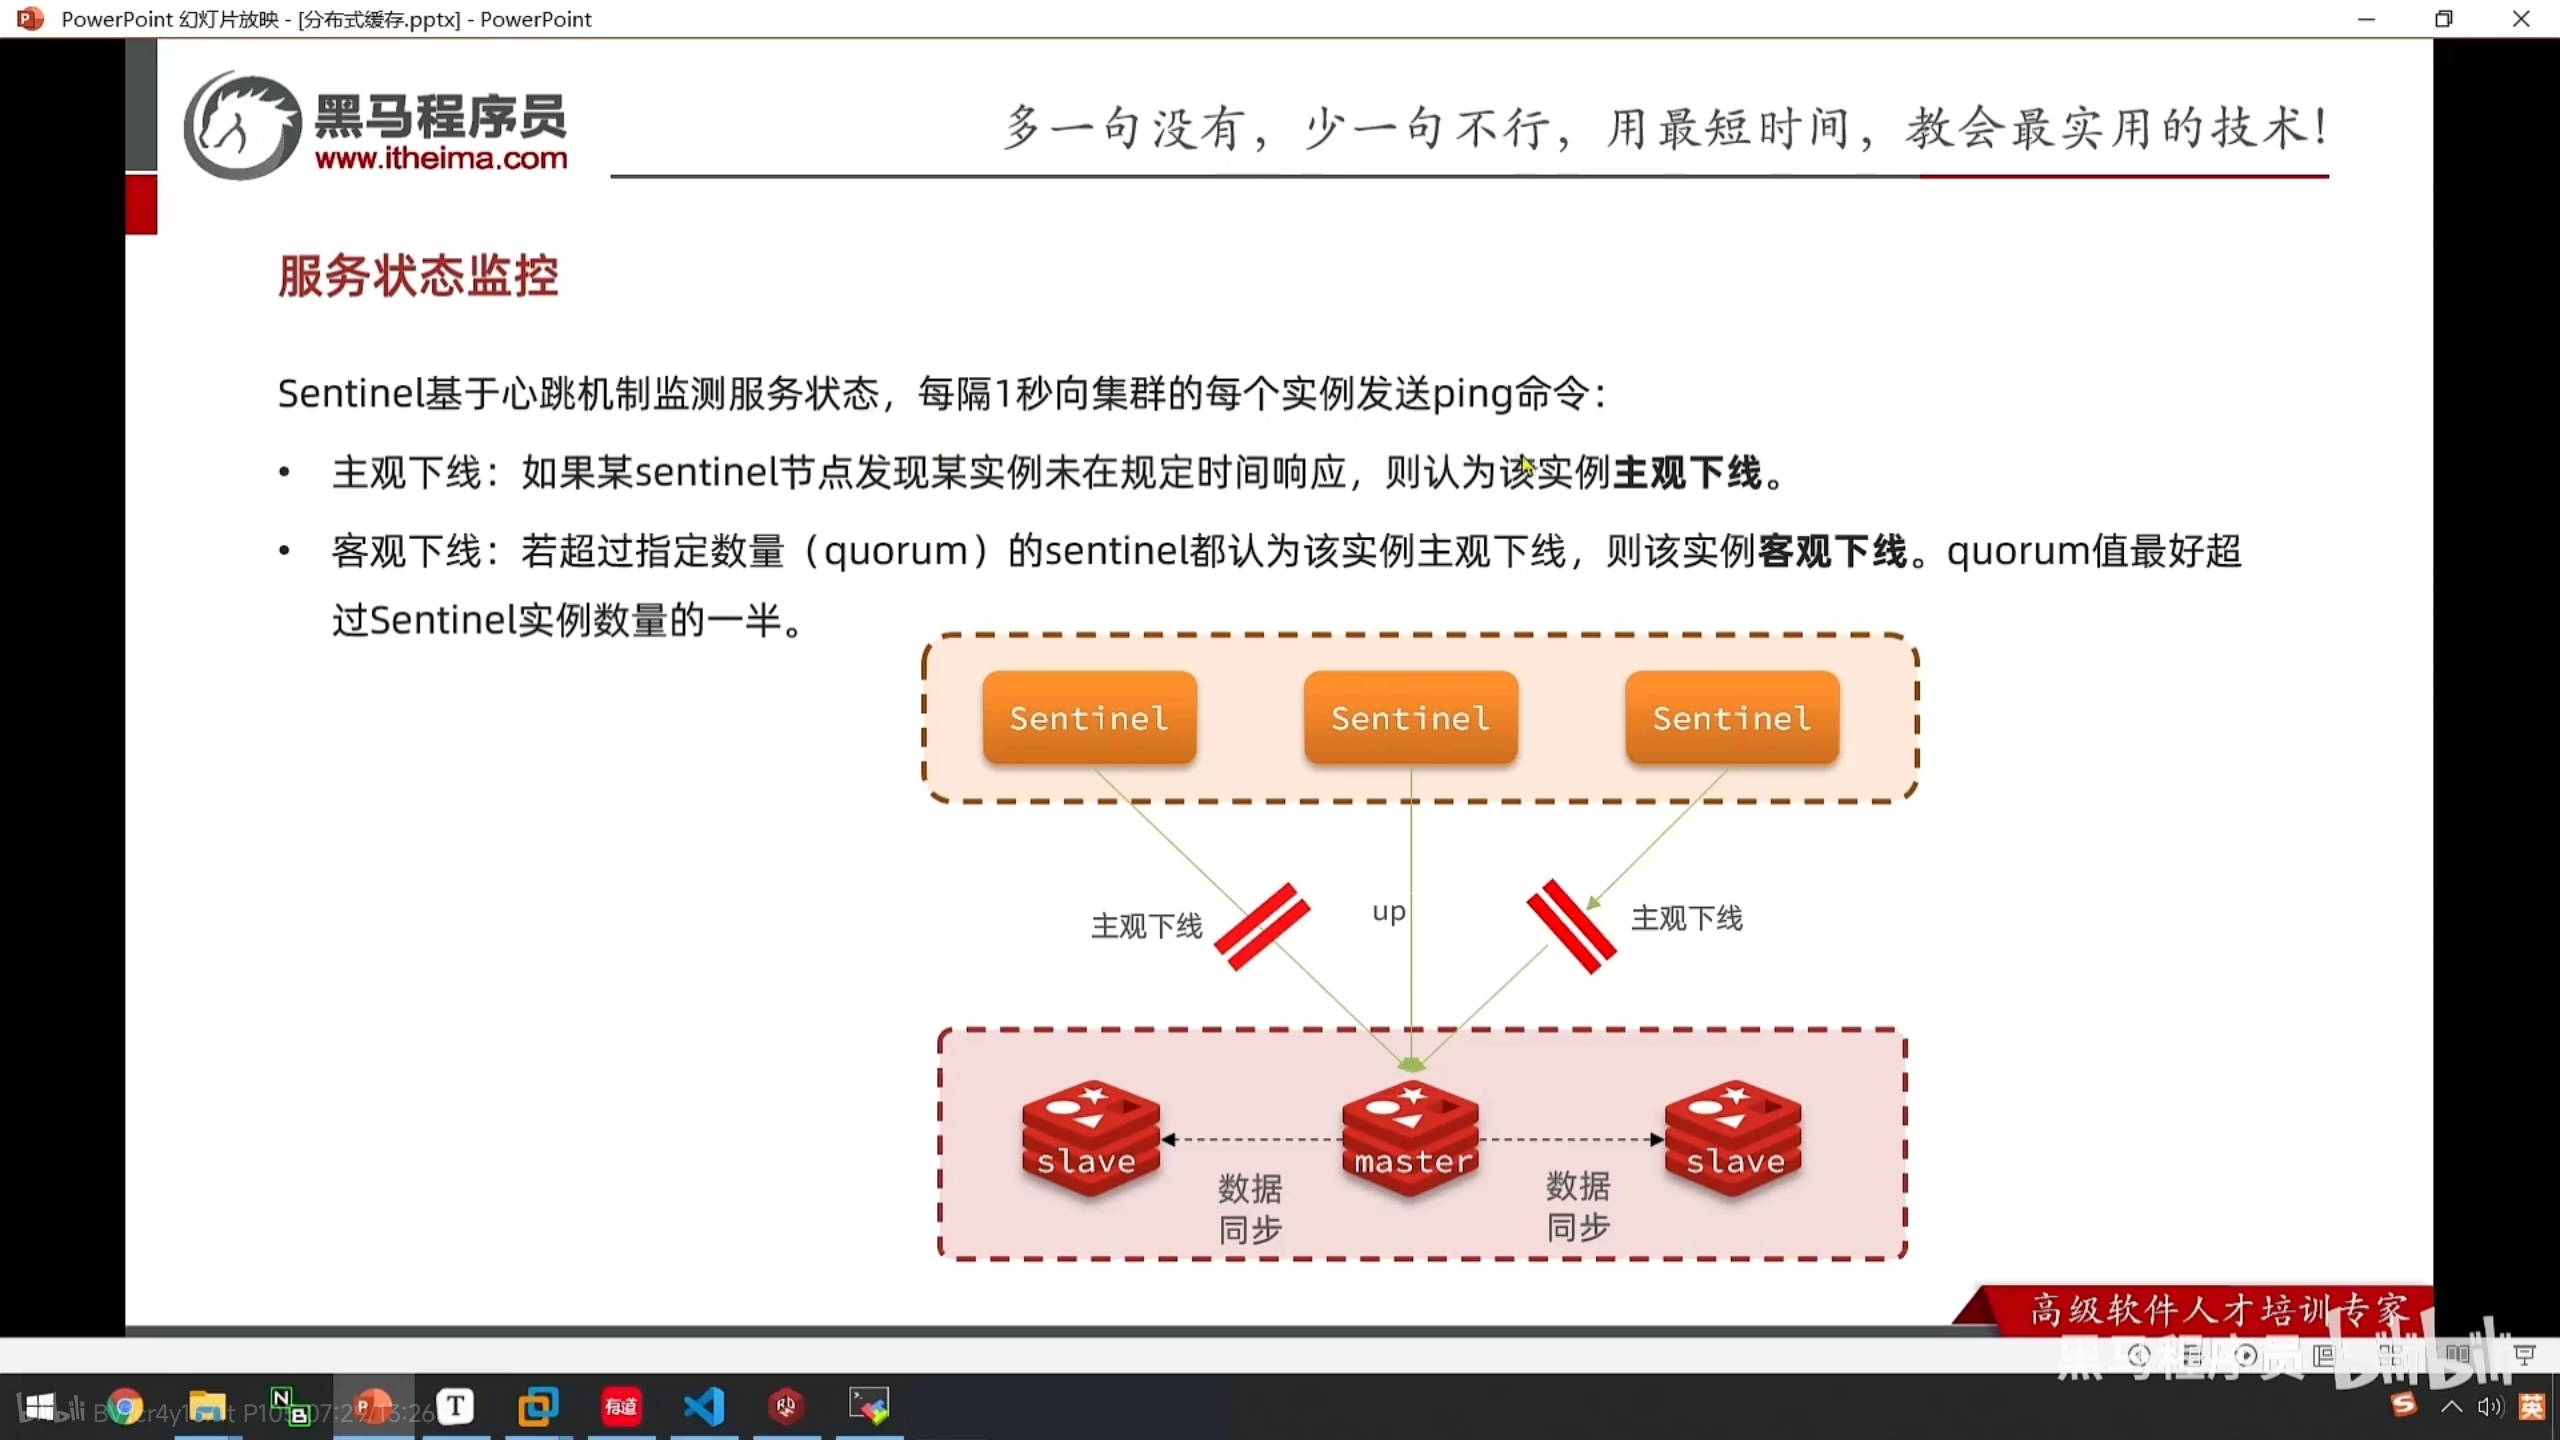 PowerPoint 幻灯片放映 - [分布式缓存.pptx] - PowerPoint
黑马程序员
www.itheima.com
多一句没有，少一句不行，用最短时间，教会最实用的技术！
服务状态监控
Sentinel基于心跳机制监测服务状态，每隔1秒向集群的每个实例发送ping命令：
• 主观下线：如果某sentinel节点发现某实例未在规定时间响应，则认为该实例主观下线。
• 客观下线：若超过指定数量（quorum）的sentinel都认为该实例主观下线，则该实例客观下线。quorum值最好超
过Sentinel实例数量的一半。
Sentinel Sentinel Sentinel
主观下线 up 主观下线
slave master slave
数据
同步
数据
同步
高级软件人才培训专家
黑马程序员 bilibili
P105 07:29/13:26
N B
T
有道
英